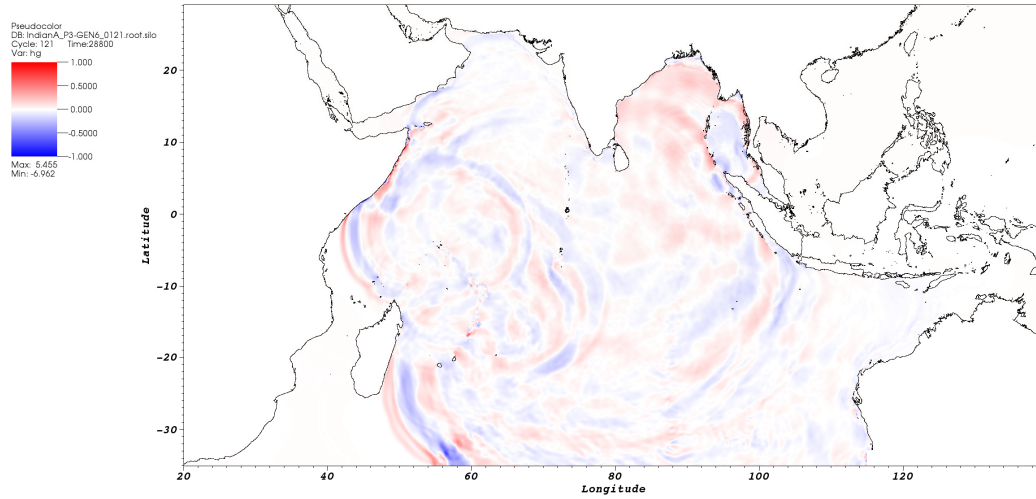 Pseudocolor
DB: IndianA_P3-GEN6_0121.root.silo
Cycle: 121 Time:28800
Var: hg
1.000
0.5000
0.000
-0.5000
-1.000
Max: 5.455
Min: -6.962
Latitude
20
10
0
-10
-20
-30
20 40 60 80 100 120
Longitude